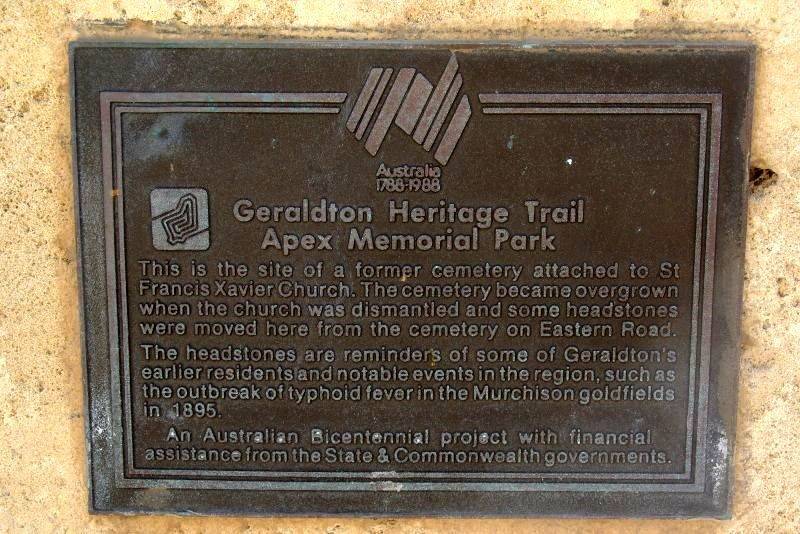 Australia
1788-1988
Geraldton Heritage Trail
Apex Memorial Park
This is the site of a former cemetery attached to St
Francis Xavier Church. The cemetery became overgrown
when the church was dismantled and some headstones
were moved here from the cemetery on Eastern Road.
The headstones are reminders of some of Geraldton's
earlier residents and notable events in the region, such as
the outbreak of typhoid fever in the Murchison goldfields
in 1895.
An Australian Bicentennial project with financial
assistance from the State & Commonwealth governments.